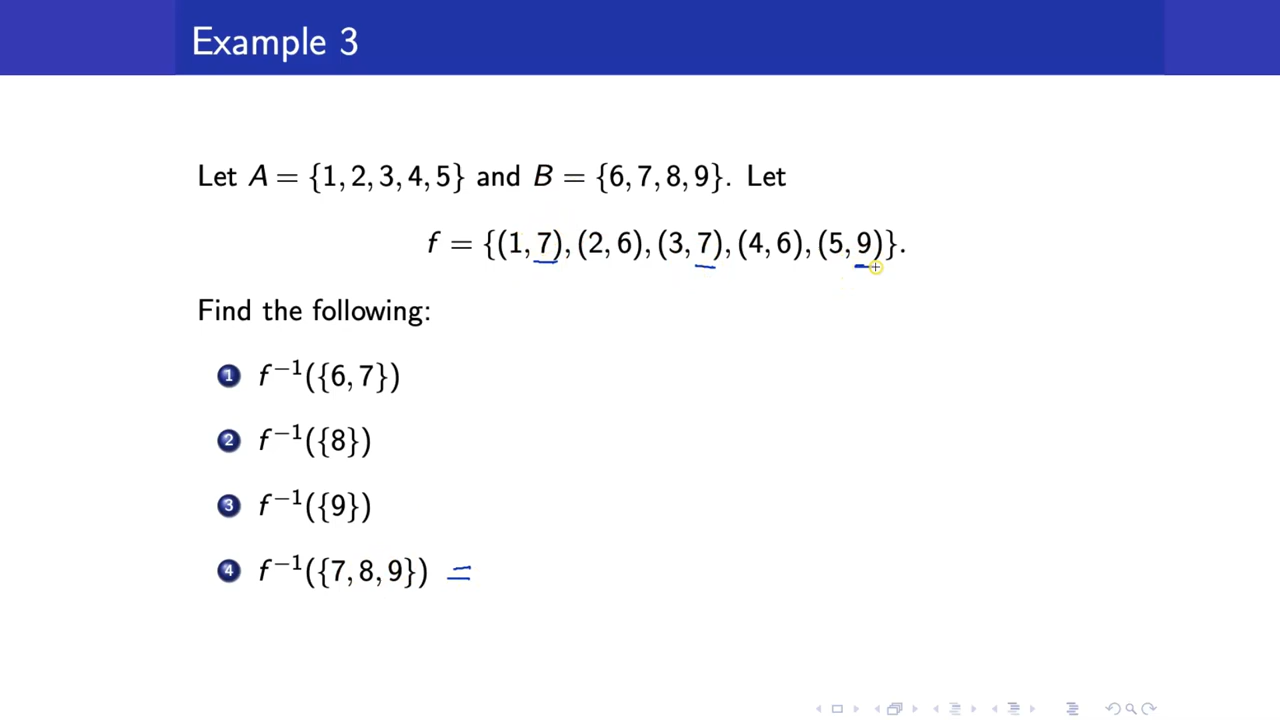 Example 3
Let A = {1, 2, 3, 4, 5} and B = {6, 7, 8, 9}. Let
f = {(1, 7), (2, 6), (3, 7), (4, 6), (5, 9)}.
Find the following:
1 f⁻¹({6, 7})
2 f⁻¹({8})
3 f⁻¹({9})
4 f⁻¹({7, 8, 9}) =